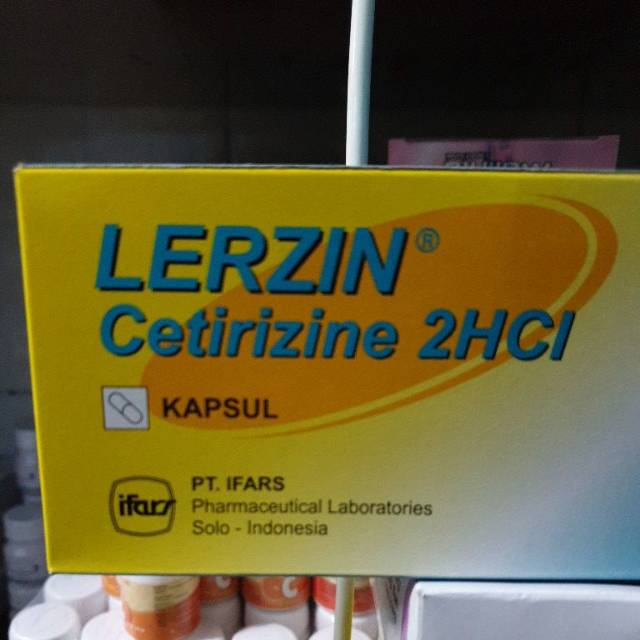 LERZIN®
Cetirizine 2HCl
KAPSUL
ifars
PT. IFARS
Pharmaceutical Laboratories
Solo - Indonesia
C